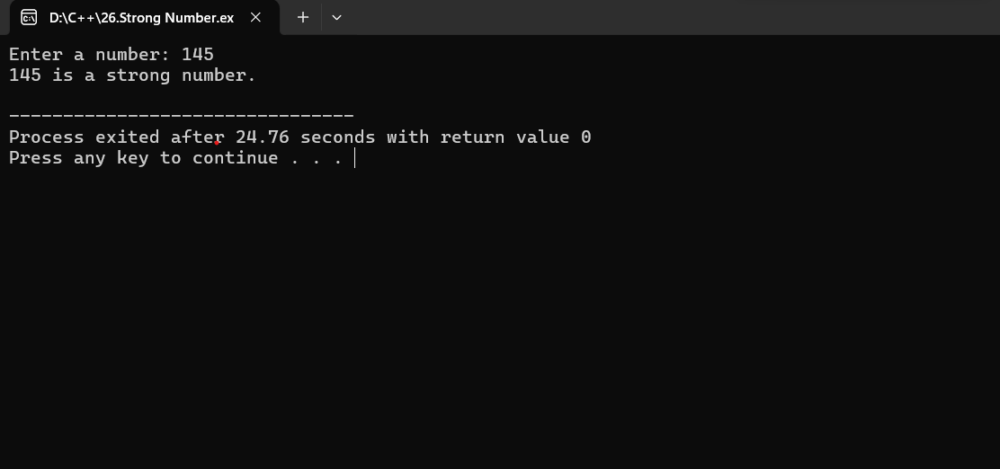 D:\C++\26.Strong Number.ex
Enter a number: 145
145 is a strong number.
--------------------------------
Process exited after 24.76 seconds with return value 0
Press any key to continue . . .